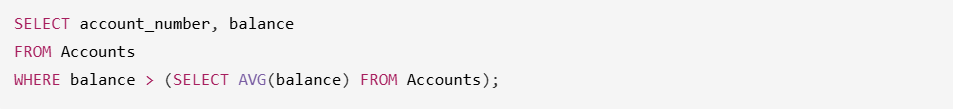 SELECT account_number, balance
FROM Accounts
WHERE balance > (SELECT AVG(balance) FROM Accounts);